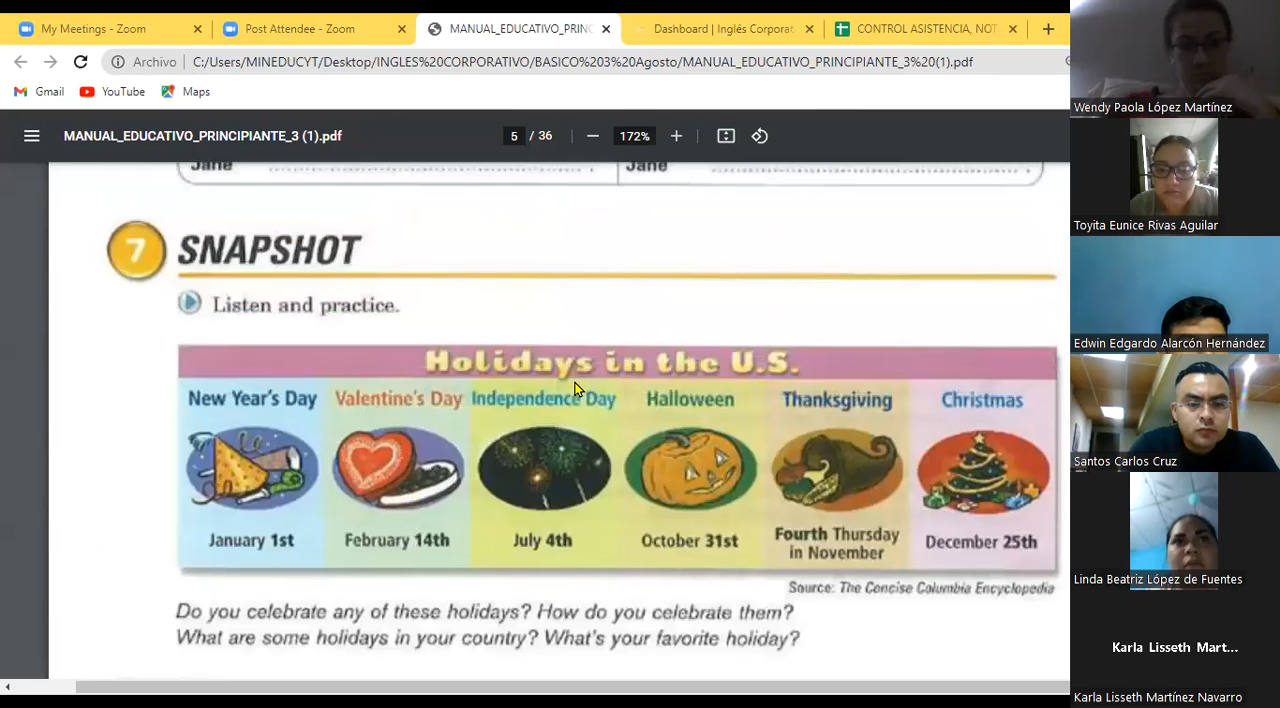 My Meetings - Zoom
Post Attendee - Zoom
MANUAL_EDUCATIVO_PRINC
Dashboard | Inglés Corporat
CONTROL ASISTENCIA, NOT
Archivo C:/Users/MINEDUCYT/Desktop/INGLES%20CORPORATIVO/BASICO%203%20Agosto/MANUAL_EDUCATIVO_PRINCIPIANTE_3%20(1).pdf
Gmail YouTube Maps
MANUAL_EDUCATIVO_PRINCIPIANTE_3 (1).pdf 5 / 36 172%
Jane Jane
7 SNAPSHOT
Listen and practice.
Holidays in the U.S.
New Year's Day Valentine's Day Independence Day Halloween Thanksgiving Christmas
January 1st February 14th July 4th October 31st Fourth Thursday in November December 25th
Source: The Concise Columbia Encyclopedia
Do you celebrate any of these holidays? How do you celebrate them?
What are some holidays in your country? What's your favorite holiday?
Wendy Paola López Martínez
Toyita Eunice Rivas Aguilar
Edwin Edgardo Alarcón Hernández
Santos Carlos Cruz
Linda Beatriz López de Fuentes
Karla Lisseth Mart...
Karla Lisseth Martínez Navarro